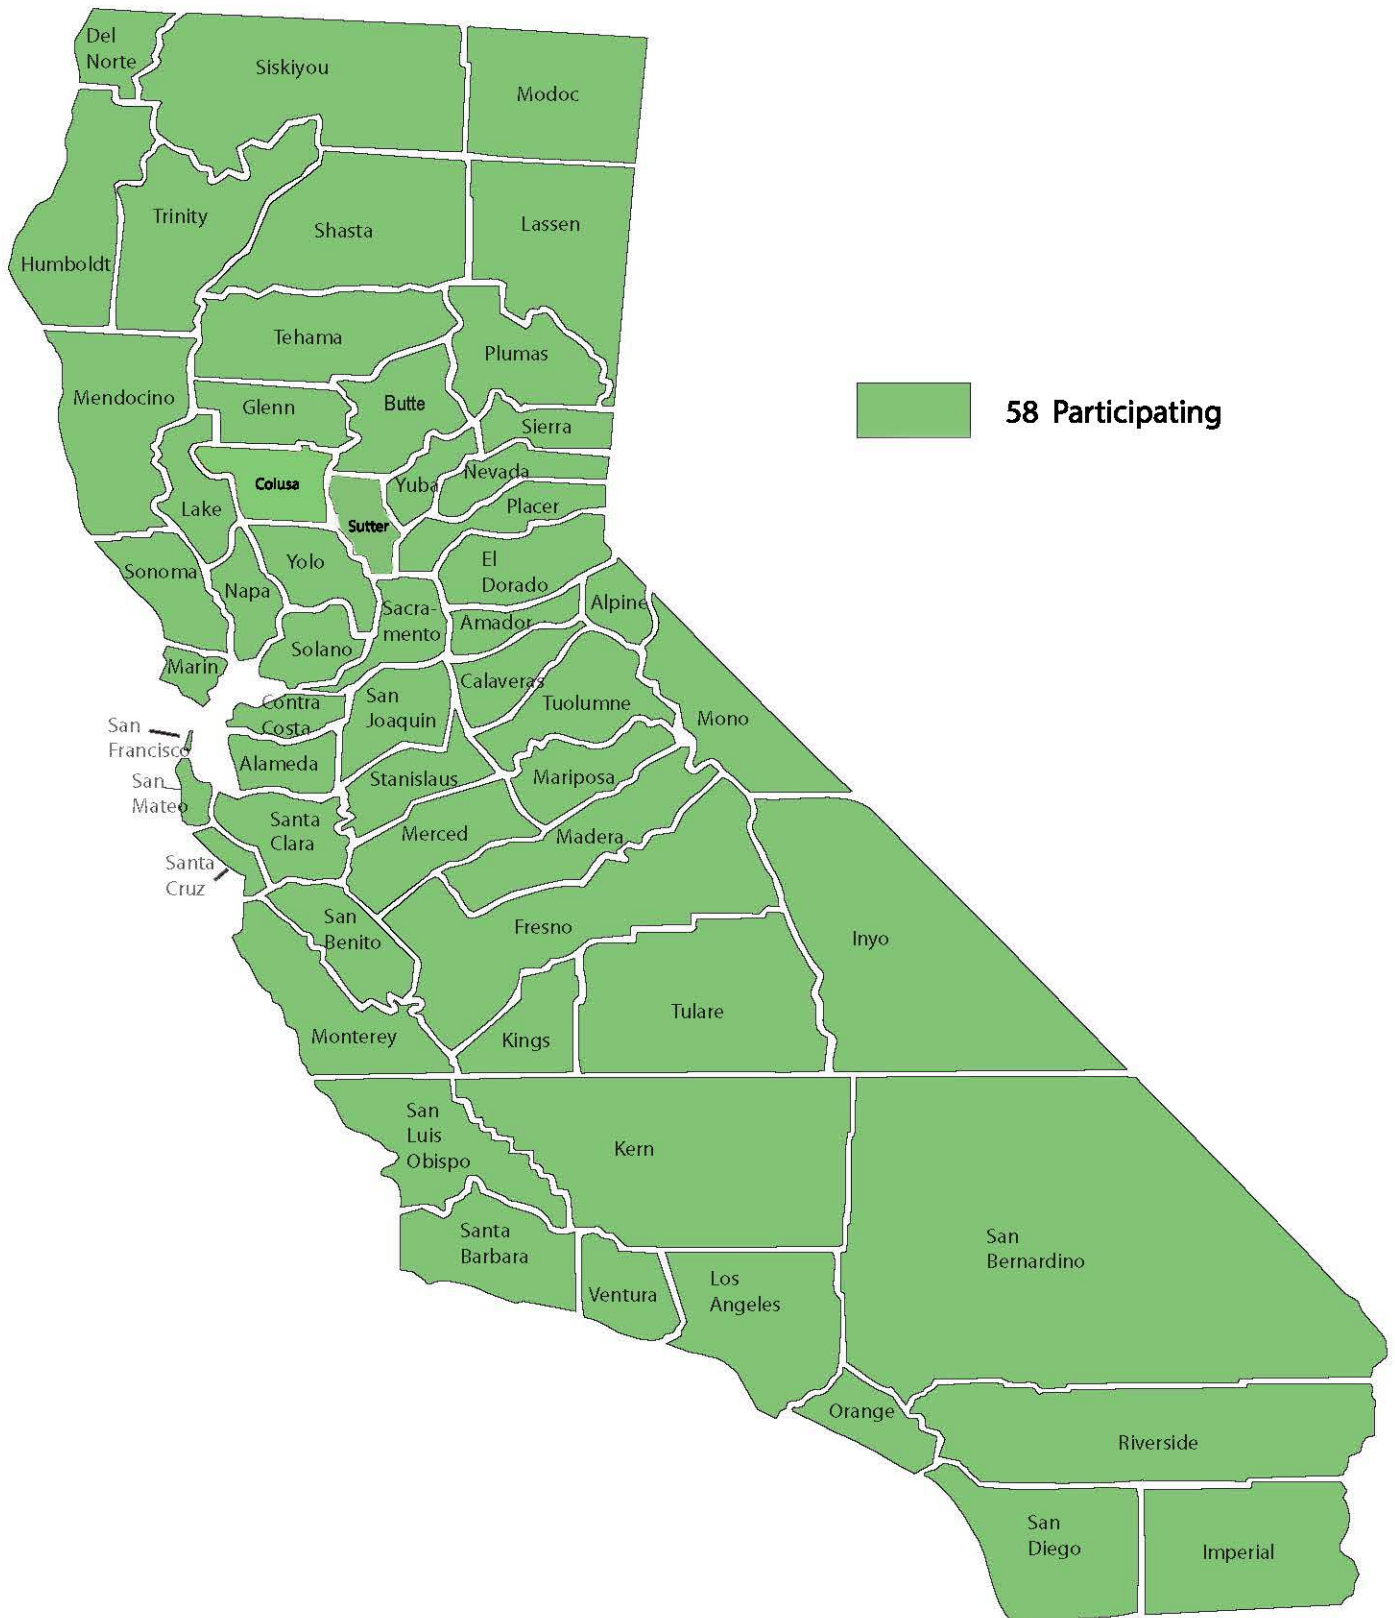 Del
Norte
Siskiyou
Modoc
Trinity
Shasta
Lassen
Humboldt
Tehama
Plumas
Mendocino
Glenn
Butte
Sierra
58 Participating
Colusa
Yuba
Nevada
Lake
Sutter
Placer
Sonoma
Napa
Yolo
El
Dorado
Sacra-
mento
Amador
Alpine
Marin
Solano
Contra
Costa
San
Joaquin
Calaveras
Tuolumne
Mono
San
Francisco
Alameda
Stanislaus
Mariposa
San
Mateo
Santa
Clara
Merced
Madera
Santa
Cruz
San
Benito
Fresno
Inyo
Monterey
Kings
Tulare
San
Luis
Obispo
Kern
Santa
Barbara
Ventura
Los
Angeles
San
Bernardino
Orange
Riverside
San
Diego
Imperial